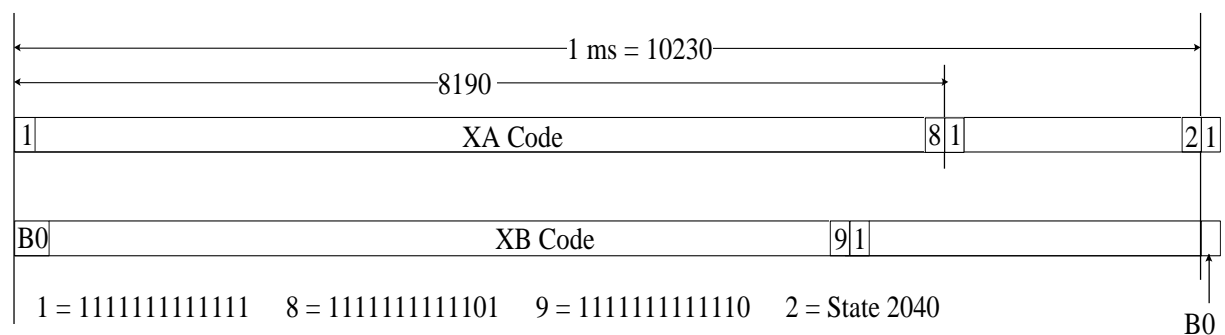 1 ms = 10230
8190
1 XA Code 8 1 2 1
B0 XB Code 9 1
1 = 1111111111111 8 = 1111111111101 9 = 1111111111110 2 = State 2040
B0